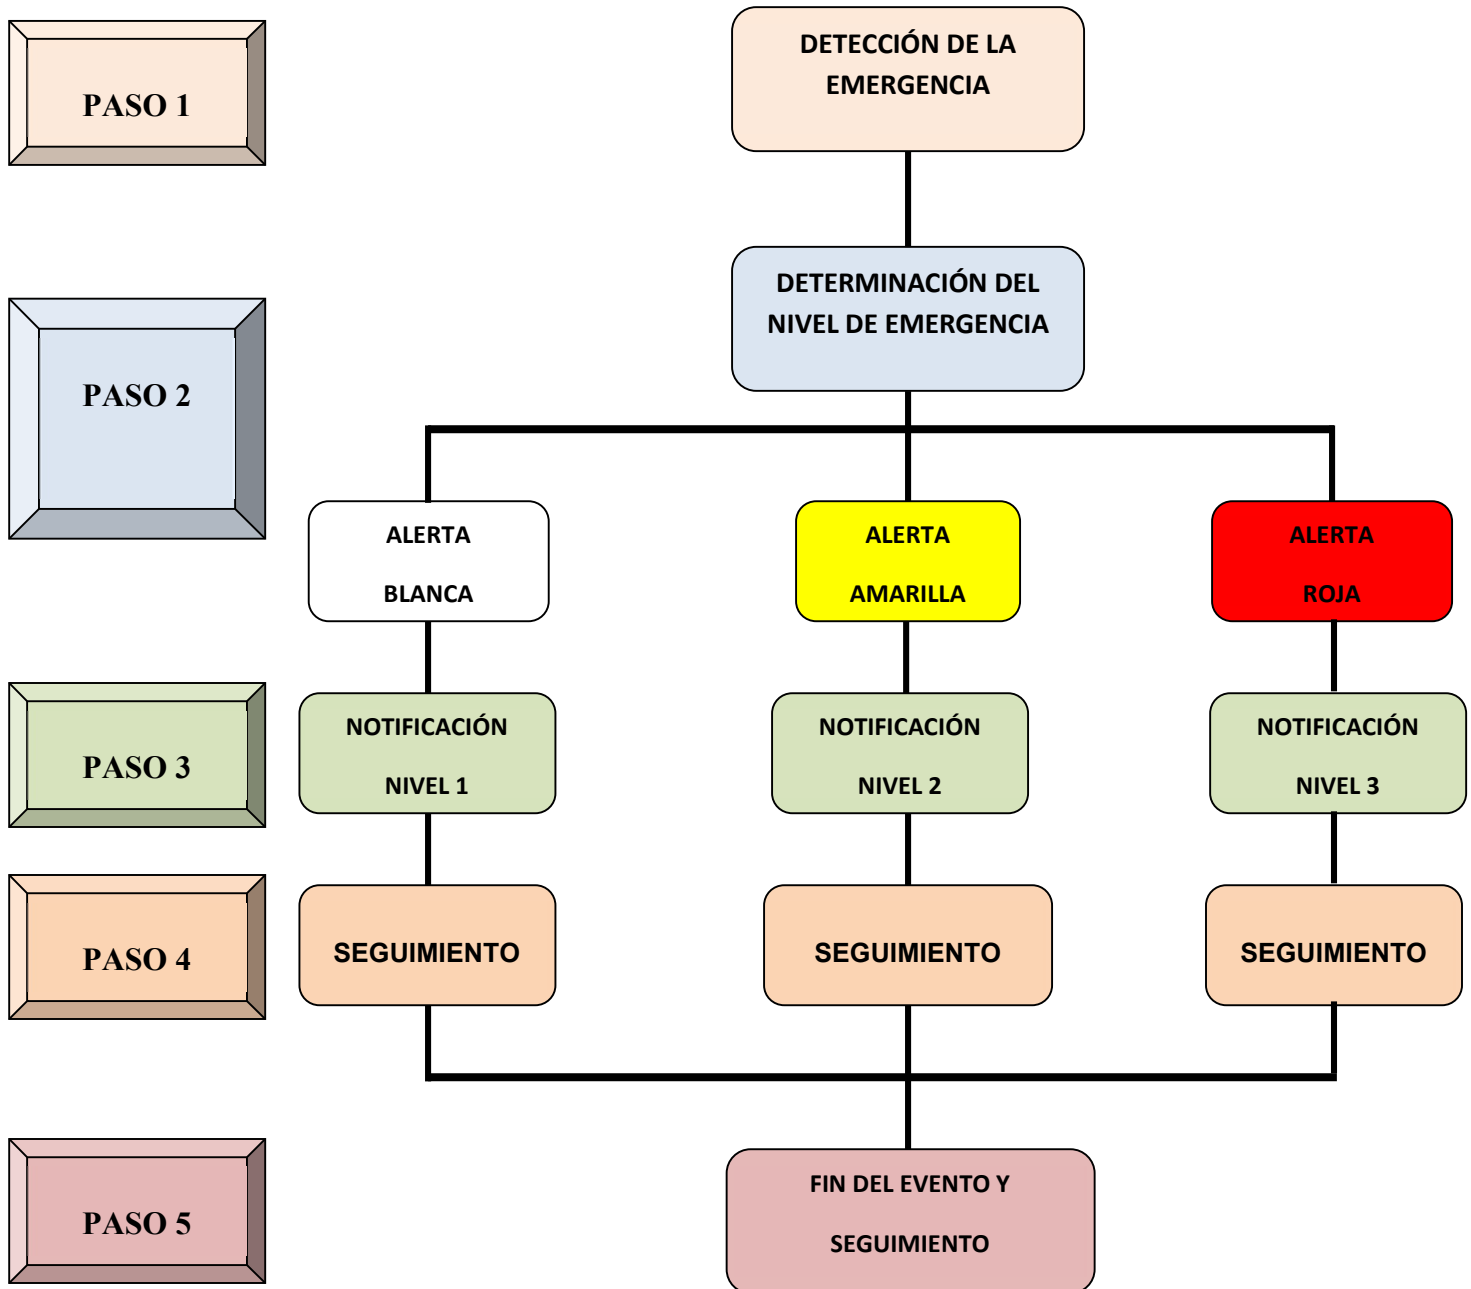 PASO 1
DETECCIÓN DE LA
EMERGENCIA
PASO 2
DETERMINACIÓN DEL
NIVEL DE EMERGENCIA
ALERTA
BLANCA
ALERTA
AMARILLA
ALERTA
ROJA
PASO 3
NOTIFICACIÓN
NIVEL 1
NOTIFICACIÓN
NIVEL 2
NOTIFICACIÓN
NIVEL 3
PASO 4
SEGUIMIENTO
SEGUIMIENTO
SEGUIMIENTO
PASO 5
FIN DEL EVENTO Y
SEGUIMIENTO